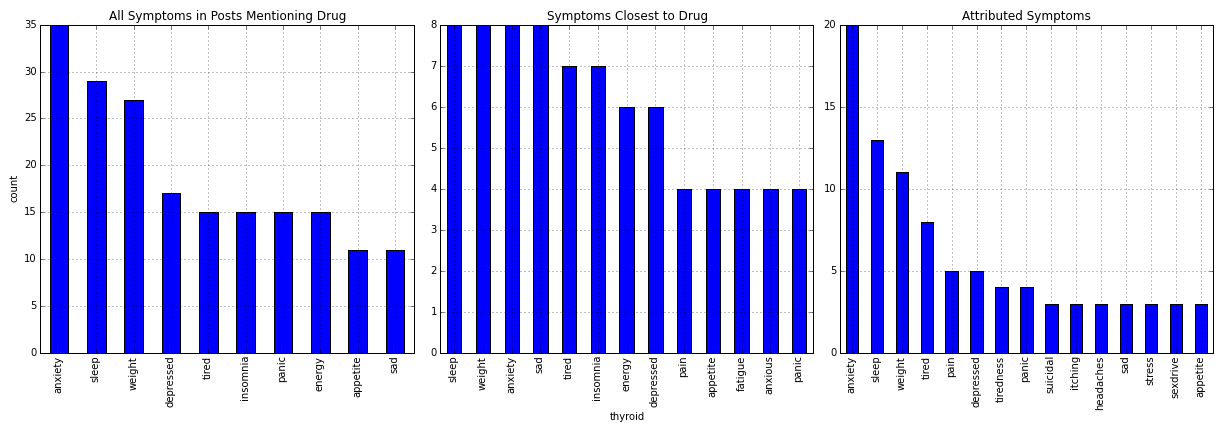 All Symptoms in Posts Mentioning Drug
count
35
30
25
20
15
10
5
0
anxiety
sleep
weight
depressed
tired
insomnia
panic
energy
appetite
sad
Symptoms Closest to Drug
8
7
6
5
4
3
2
1
0
sleep
weight
anxiety
sad
tired
insomnia
energy
depressed
pain
appetite
fatigue
anxious
panic
thyroid
Attributed Symptoms
20
15
10
5
0
anxiety
sleep
weight
tired
pain
depressed
tiredness
panic
suicidal
itching
headaches
sad
stress
sexdrive
appetite